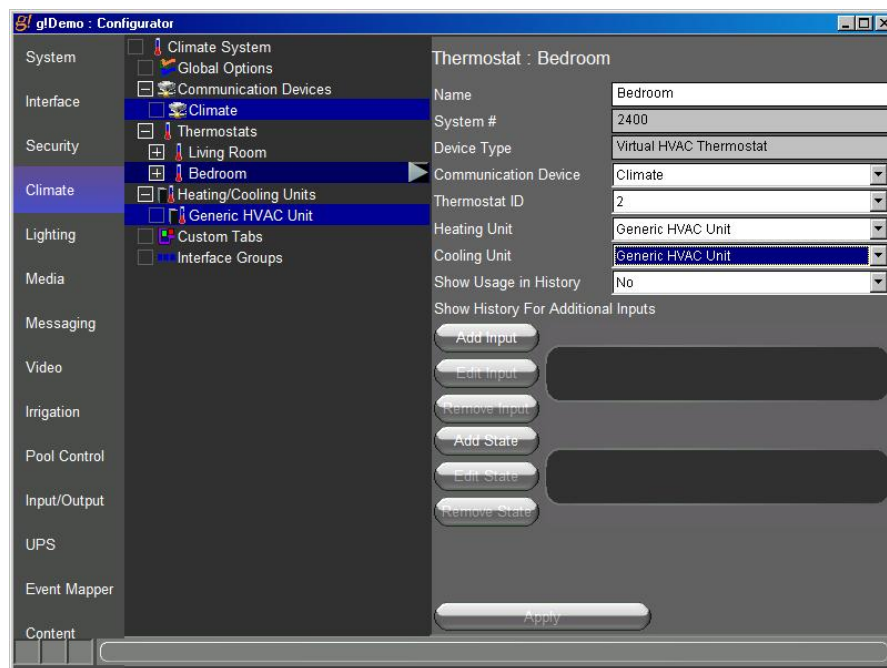 g! g!Demo : Configurator
System
Interface
Security
Climate
Lighting
Media
Messaging
Video
Irrigation
Pool Control
Input/Output
UPS
Event Mapper
Content
Climate System
Global Options
Communication Devices
Climate
Thermostats
Living Room
Bedroom
Heating/Cooling Units
Generic HVAC Unit
Custom Tabs
Interface Groups
Thermostat : Bedroom
Name Bedroom
System # 2400
Device Type Virtual HVAC Thermostat
Communication Device Climate
Thermostat ID 2
Heating Unit Generic HVAC Unit
Cooling Unit Generic HVAC Unit
Show Usage in History No
Show History For Additional Inputs
Add Input
Edit Input
Remove Input
Add State
Edit State
Remove State
Apply